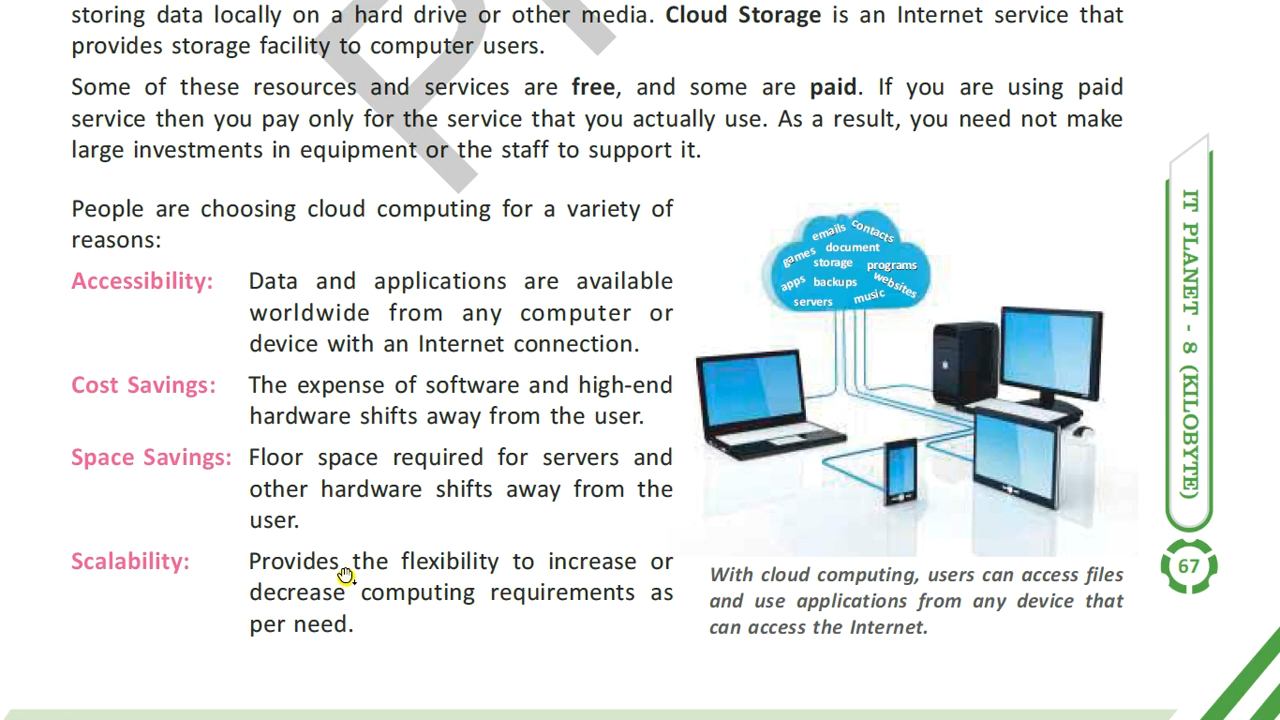 storing data locally on a hard drive or other media. Cloud Storage is an Internet service that
provides storage facility to computer users.
Some of these resources and services are free, and some are paid. If you are using paid
service then you pay only for the service that you actually use. As a result, you need not make
large investments in equipment or the staff to support it.
People are choosing cloud computing for a variety of
reasons:
Accessibility: Data and applications are available
worldwide from any computer or
device with an Internet connection.
Cost Savings: The expense of software and high-end
hardware shifts away from the user.
Space Savings: Floor space required for servers and
other hardware shifts away from the
user.
Scalability: Provides the flexibility to increase or
decrease computing requirements as
per need.
emails contacts
games document
storage programs
apps backups websites
servers music
With cloud computing, users can access files
and use applications from any device that
can access the Internet.
IT PLANET - 8 (KILOBYTE)
67